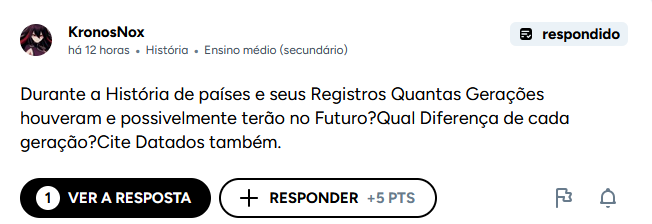 KronosNox
respondido
há 12 horas • História • Ensino médio (secundário)
Durante a História de países e seus Registros Quantas Gerações
houveram e possivelmente terão no Futuro?Qual Diferença de cada
geração?Cite Datados também.
1 VER A RESPOSTA
RESPONDER +5 PTS